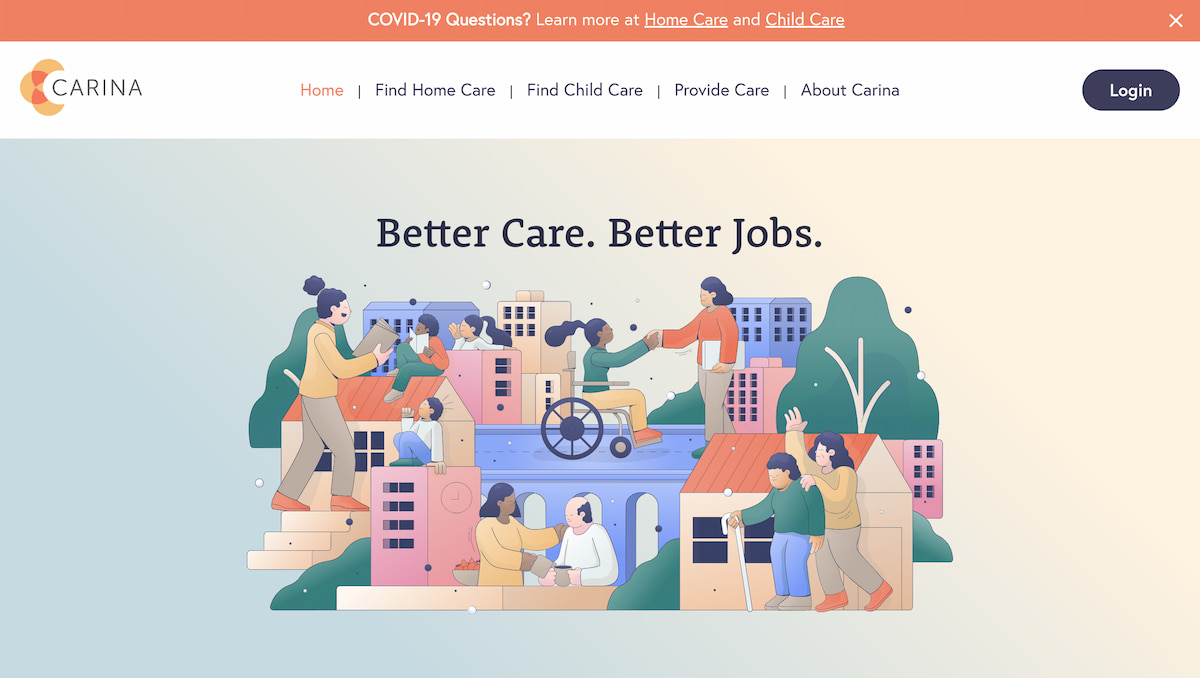 COVID-19 Questions? Learn more at Home Care and Child Care
CARINA
Home | Find Home Care | Find Child Care | Provide Care | About Carina
Login
Better Care. Better Jobs.